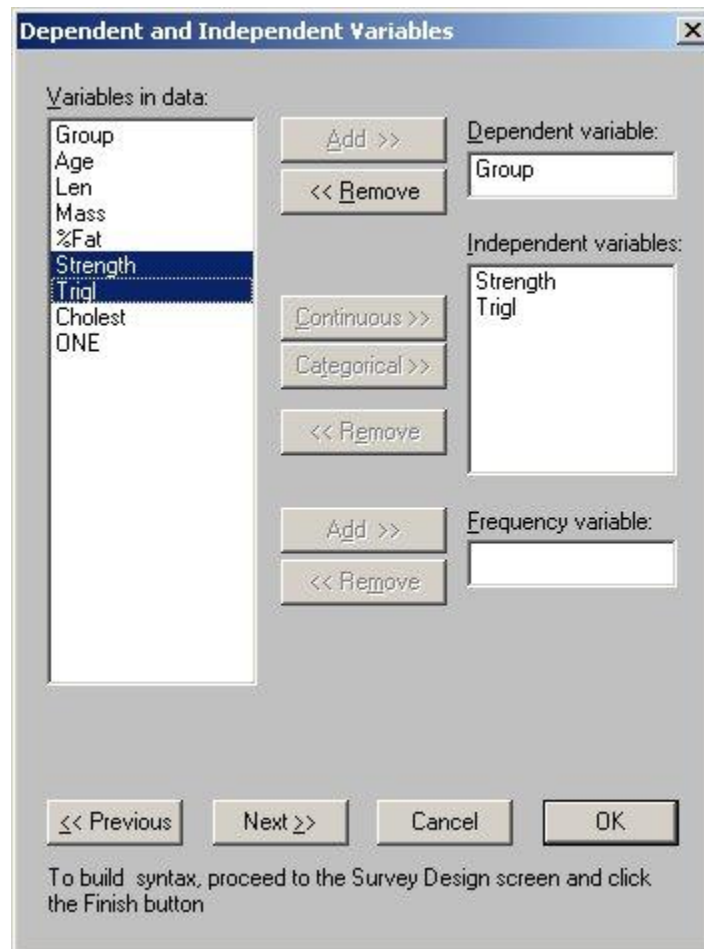 Dependent and Independent Variables
Variables in data:
Group
Age
Len
Mass
%Fat
Strength
Trigl
Cholest
ONE
Add >>
<< Remove
Dependent variable:
Group
Independent variables:
Strength
Trigl
Continuous >>
Categorical >>
<< Remove
Add >>
<< Remove
Frequency variable:
<< Previous
Next >>
Cancel
OK
To build syntax, proceed to the Survey Design screen and click
the Finish button